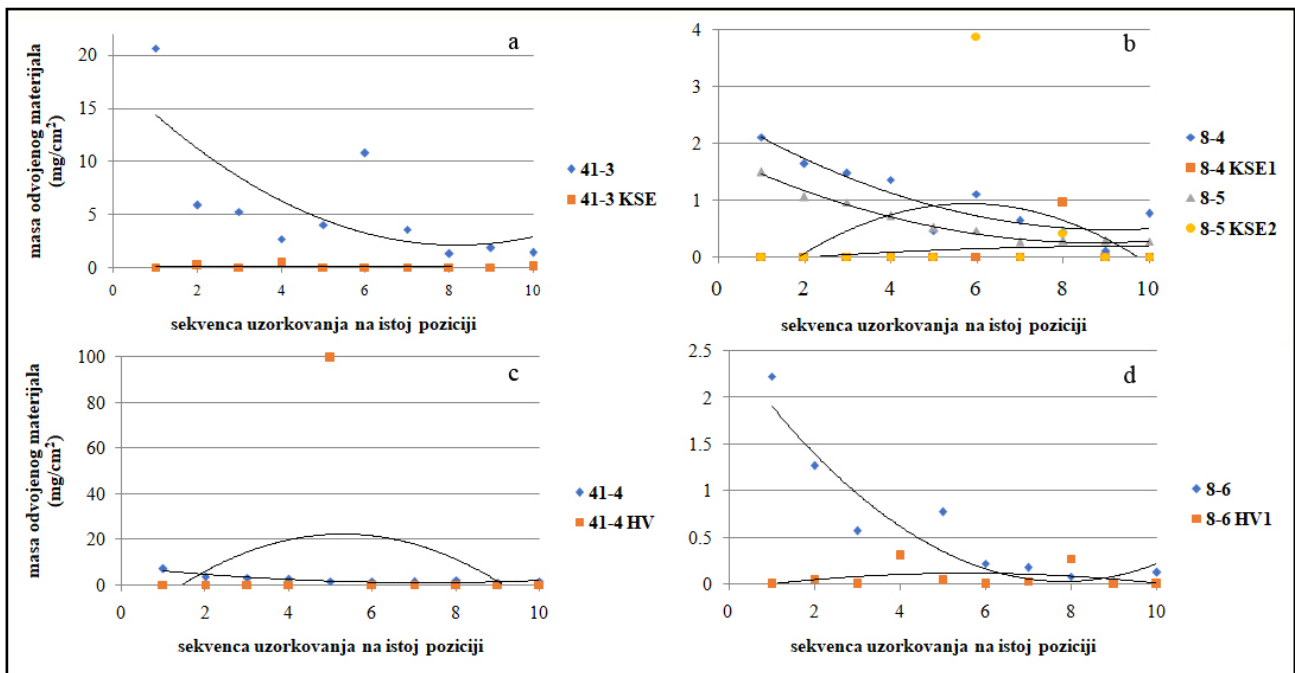 a
masa odvojenog materijala
(mg/cm²)
20
15
10
5
0
0 2 4 6 8 10
sekvenca uzorkovanja na istoj poziciji
41-3
41-3 KSE
b
4
3
2
1
0
0 2 4 6 8 10
sekvenca uzorkovanja na istoj poziciji
8-4
8-4 KSE1
8-5
8-5 KSE2
c
masa odvojenog materijala
(mg/cm²)
100
80
60
40
20
0
0 2 4 6 8 10
sekvenca uzorkovanja na istoj poziciji
41-4
41-4 HV
d
2.5
2
1.5
1
0.5
0
0 2 4 6 8 10
sekvenca uzorkovanja na istoj poziciji
8-6
8-6 HV1